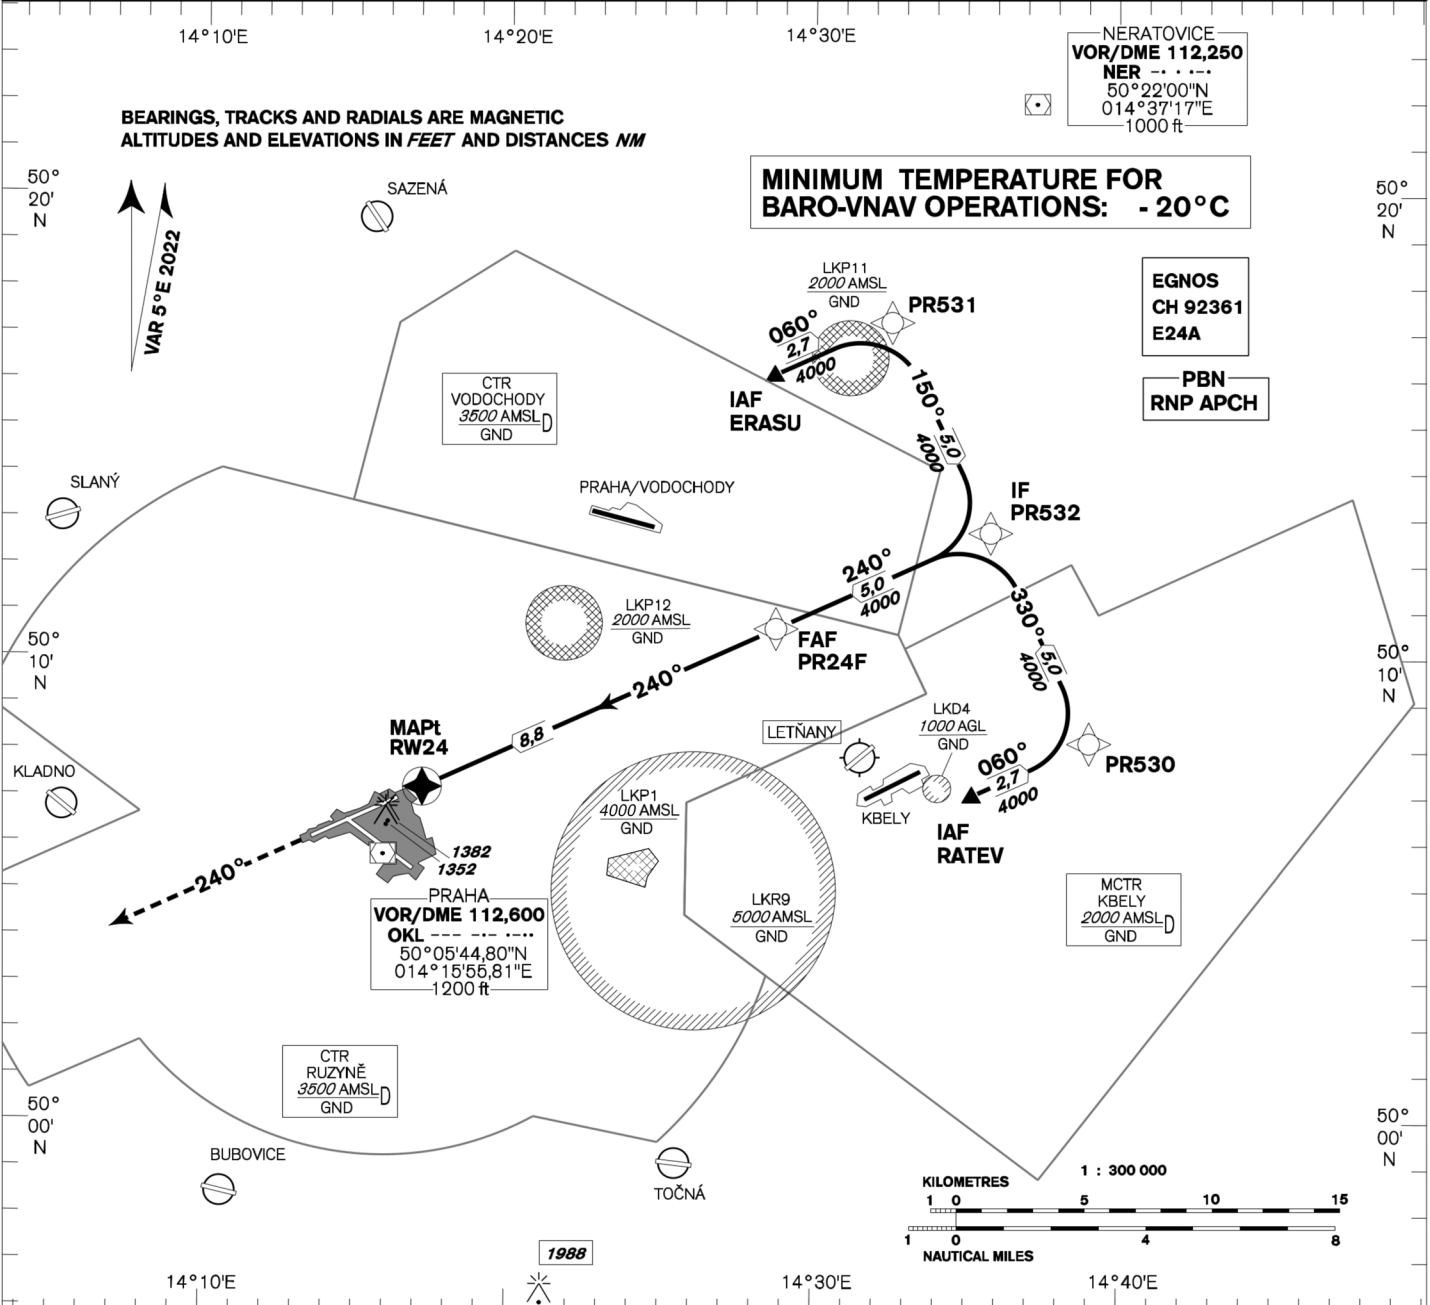 14°10'E
14°20'E
14°30'E
NERATOVICE
VOR/DME 112,250
NER –· · ·–·
50°22'00"N
014°37'17"E
1000 ft
BEARINGS, TRACKS AND RADIALS ARE MAGNETIC
ALTITUDES AND ELEVATIONS IN FEET AND DISTANCES NM
MINIMUM TEMPERATURE FOR
BARO-VNAV OPERATIONS: - 20°C
50°
20'
N
50°
20'
N
SAZENÁ
VAR 5°E 2022
EGNOS
CH 92361
E24A
PBN
RNP APCH
LKP11
2000 AMSL
GND
PR531
060°
2,7
4000
IAF
ERASU
150°
5,0
4000
CTR
VODOCHODY
3500 AMSL D
GND
SLANÝ
PRAHA/VODOCHODY
IF
PR532
240°
5,0
4000
330°
5,0
4000
LKP12
2000 AMSL
GND
FAF
PR24F
50°
10'
N
50°
10'
N
240°
8,8
MAPt
RW24
LETŇANY
LKD4
1000 AGL
GND
060°
2,7
4000
PR530
KLADNO
LKP1
4000 AMSL
GND
KBELY
IAF
RATEV
1382
1352
240°
PRAHA
VOR/DME 112,600
OKL ––– –·– ·–··
50°05'44,80"N
014°15'55,81"E
1200 ft
LKR9
5000 AMSL
GND
MCTR
KBELY
2000 AMSL D
GND
CTR
RUZYNĚ
3500 AMSL D
GND
50°
00'
N
50°
00'
N
BUBOVICE
TOČNÁ
1 : 300 000
KILOMETRES
1 0 5 10 15
1 0 4 8
NAUTICAL MILES
1988
14°10'E
14°30'E
14°40'E